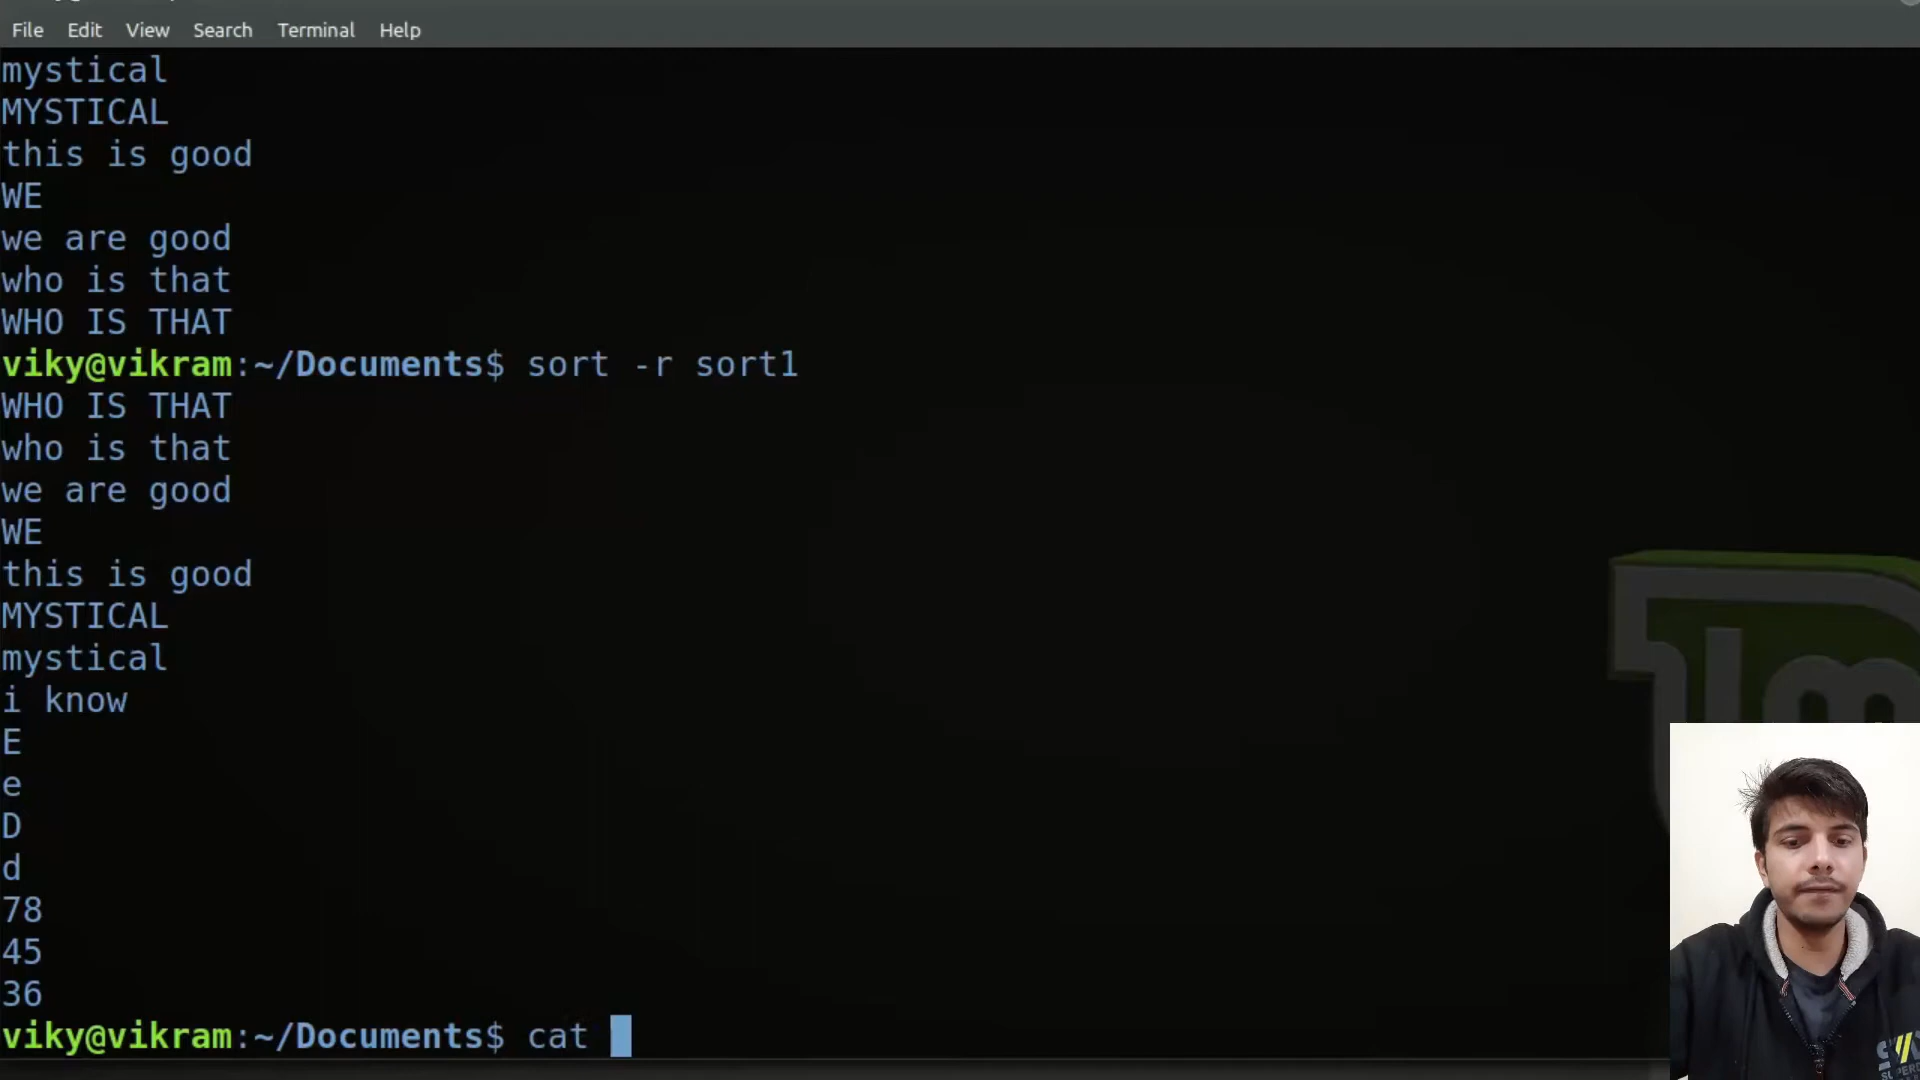 File Edit View Search Terminal Help
mystical
MYSTICAL
this is good
WE
we are good
who is that
WHO IS THAT
viky@vikram:~/Documents$ sort -r sort1
WHO IS THAT
who is that
we are good
WE
this is good
MYSTICAL
mystical
i know
E
e
D
d
78
45
36
viky@vikram:~/Documents$ cat